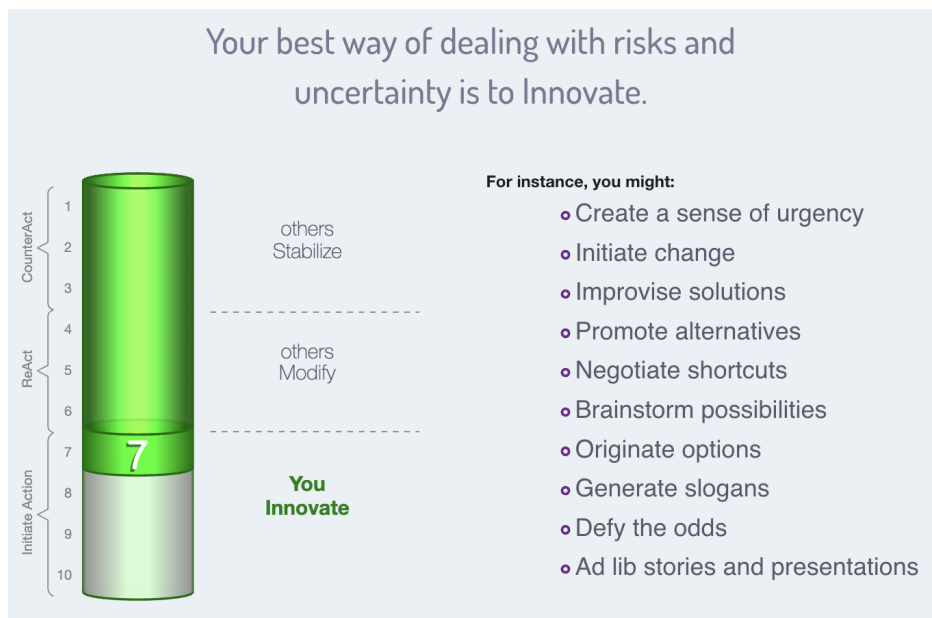 Your best way of dealing with risks and
uncertainty is to Innovate.
CounterAct
1
2
3
ReAct
4
5
6
Initiate Action
7
8
9
10
7
others
Stabilize
others
Modify
You
Innovate
For instance, you might:
Create a sense of urgency
Initiate change
Improvise solutions
Promote alternatives
Negotiate shortcuts
Brainstorm possibilities
Originate options
Generate slogans
Defy the odds
Ad lib stories and presentations